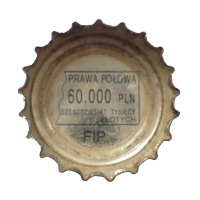 PRAWA POŁOWA
60.000 PLN
SZEŚĆDZIESIĄT TYSIĘCY
ZŁOTYCH
FIP